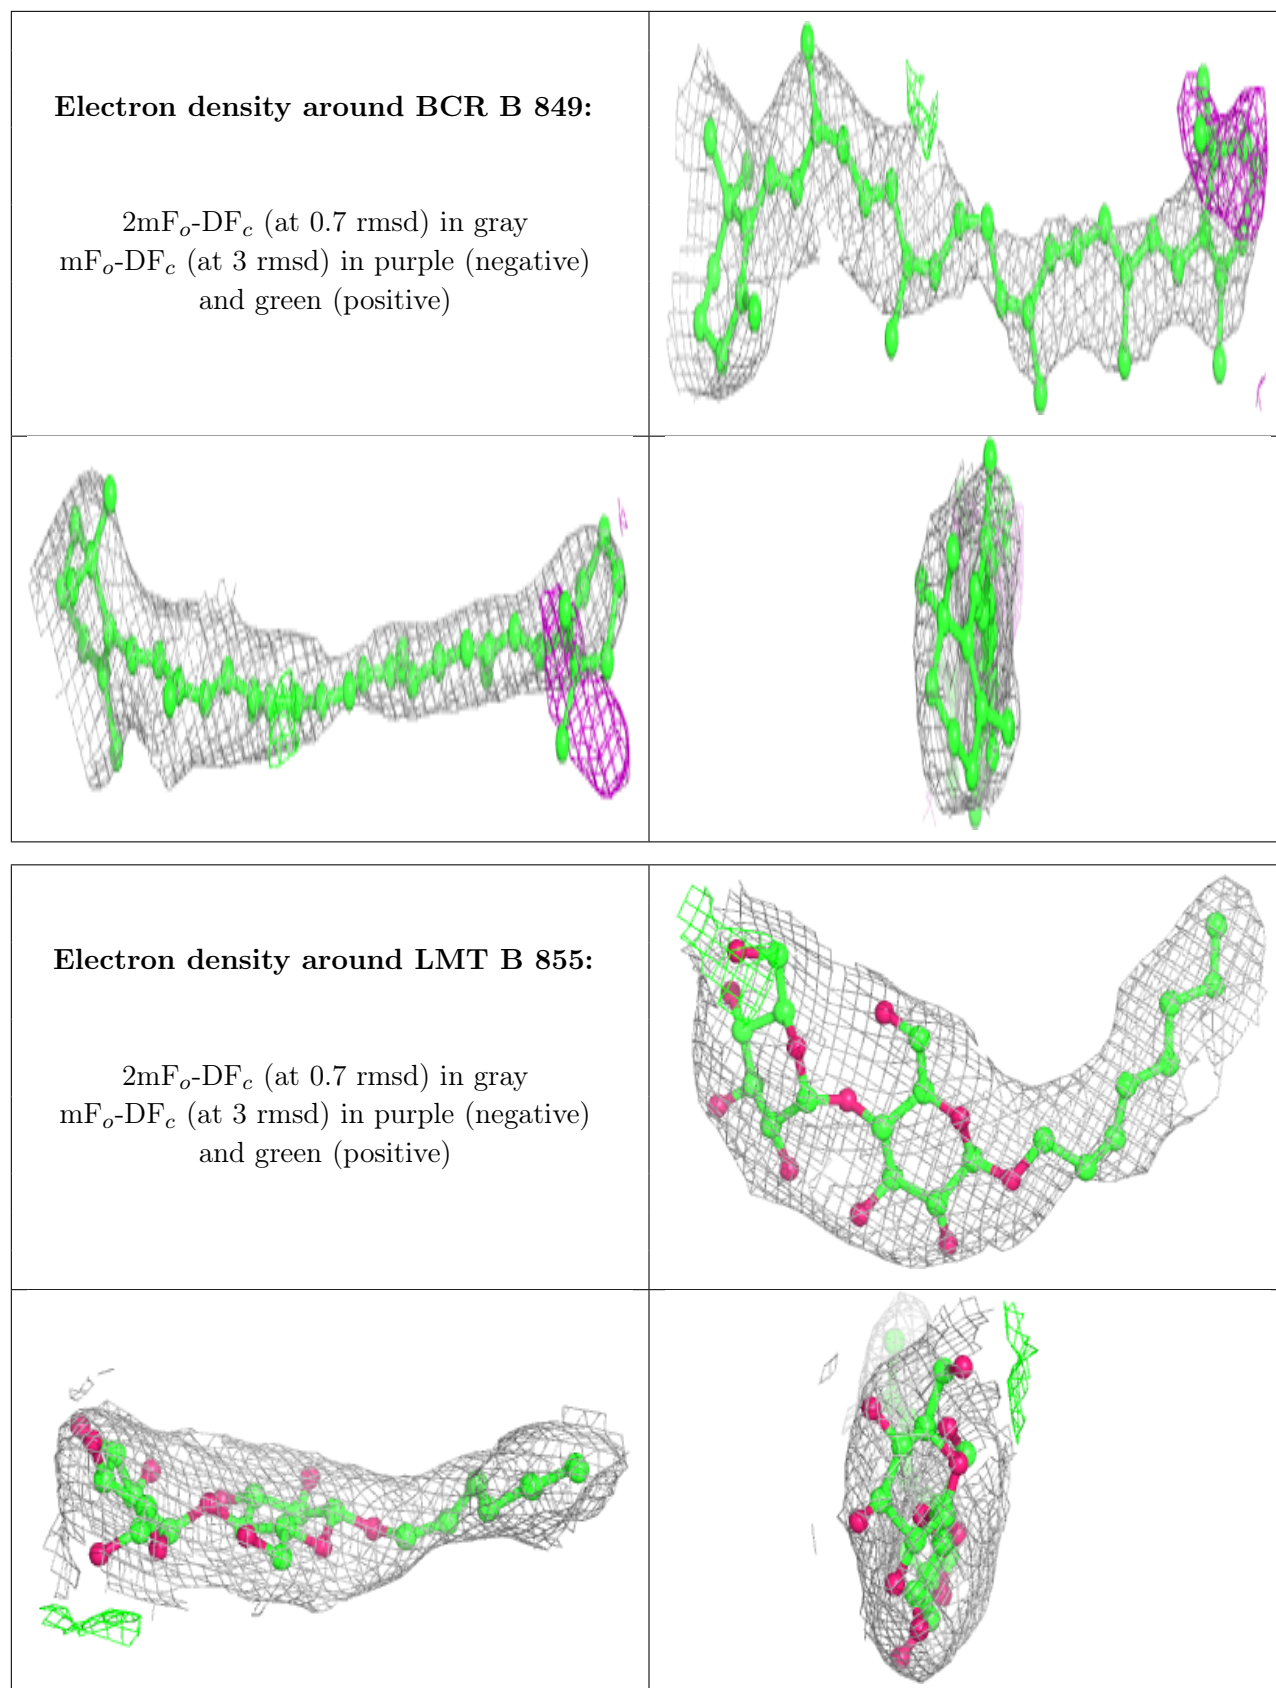 Electron density around BCR B 849:
2mFo-DFc (at 0.7 rmsd) in gray
mFo-DFc (at 3 rmsd) in purple (negative)
and green (positive)
Electron density around LMT B 855:
2mFo-DFc (at 0.7 rmsd) in gray
mFo-DFc (at 3 rmsd) in purple (negative)
and green (positive)